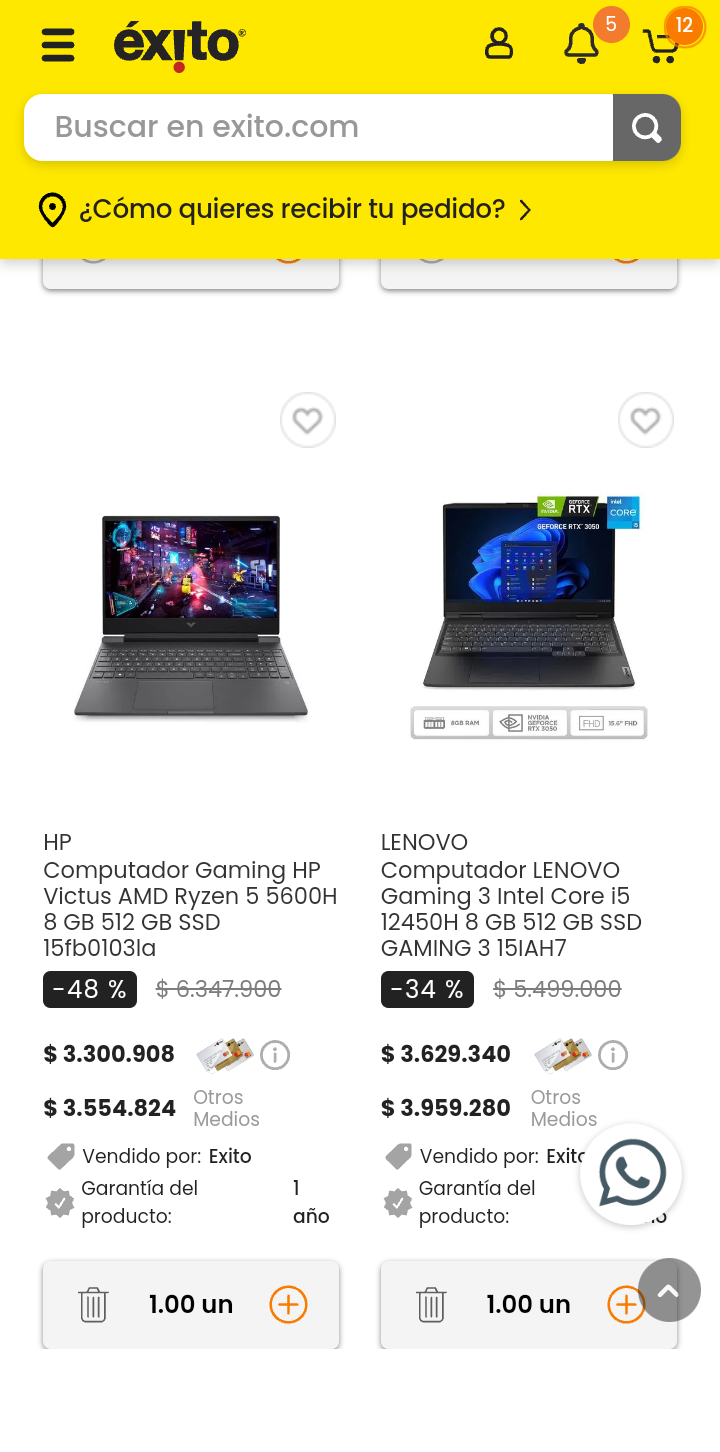 éxito
5
12
Buscar en exito.com
¿Cómo quieres recibir tu pedido?
NVIDIA
GEFORCE
RTX
intel
CORE
i5
GEFORCE RTX™ 3050
8GB RAM
NVIDIA
GEFORCE
RTX 3050
FHD
15.6" FHD
HP
Computador Gaming HP
Victus AMD Ryzen 5 5600H
8 GB 512 GB SSD
15fb0103la
-48 %
$ 6.347.900
$ 3.300.908
$ 3.554.824
Otros
Medios
Vendido por: Exito
Garantía del
producto:
1
año
1.00 un
LENOVO
Computador LENOVO
Gaming 3 Intel Core i5
12450H 8 GB 512 GB SSD
GAMING 3 15IAH7
-34 %
$ 5.499.000
$ 3.629.340
$ 3.959.280
Otros
Medios
Vendido por: Exito
Garantía del
producto:
1.00 un